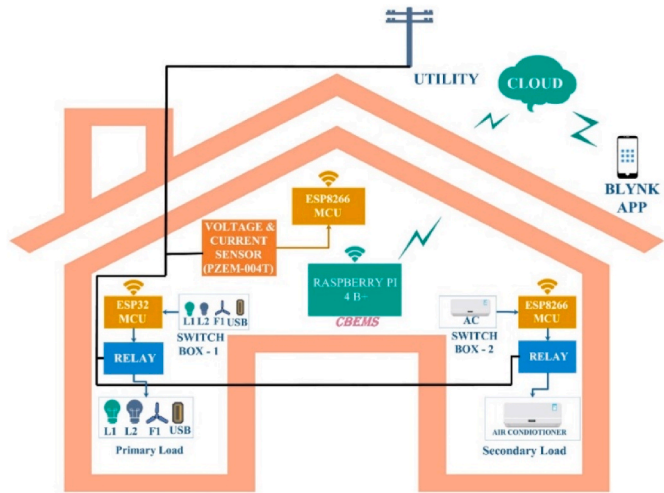 UTILITY
CLOUD
BLYNK
APP
ESP8266
MCU
VOLTAGE &
CURRENT
SENSOR
(PZEM-004T)
RASPBERRY PI
4 B+
CBEMS
ESP32
MCU
L1 L2 F1 USB
SWITCH
BOX - 1
RELAY
L1 L2 F1 USB
Primary Load
AC
SWITCH
BOX - 2
ESP8266
MCU
RELAY
AIR CONDIOTIONER
Secondary Load